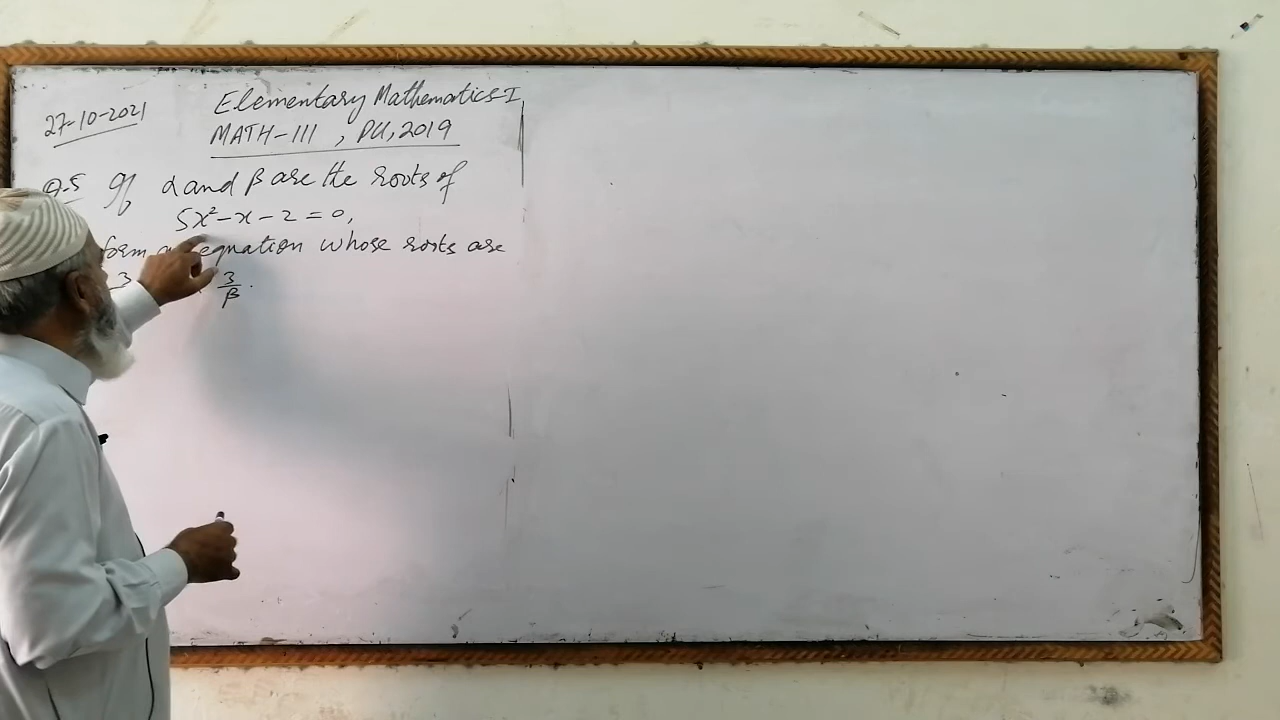 27-10-2021
Elementary Mathematics-I
MATH-111, PU, 2019
Q.5 If α and β are the roots of
5x²-x-2=0,
form equation whose roots are
3 3/β.